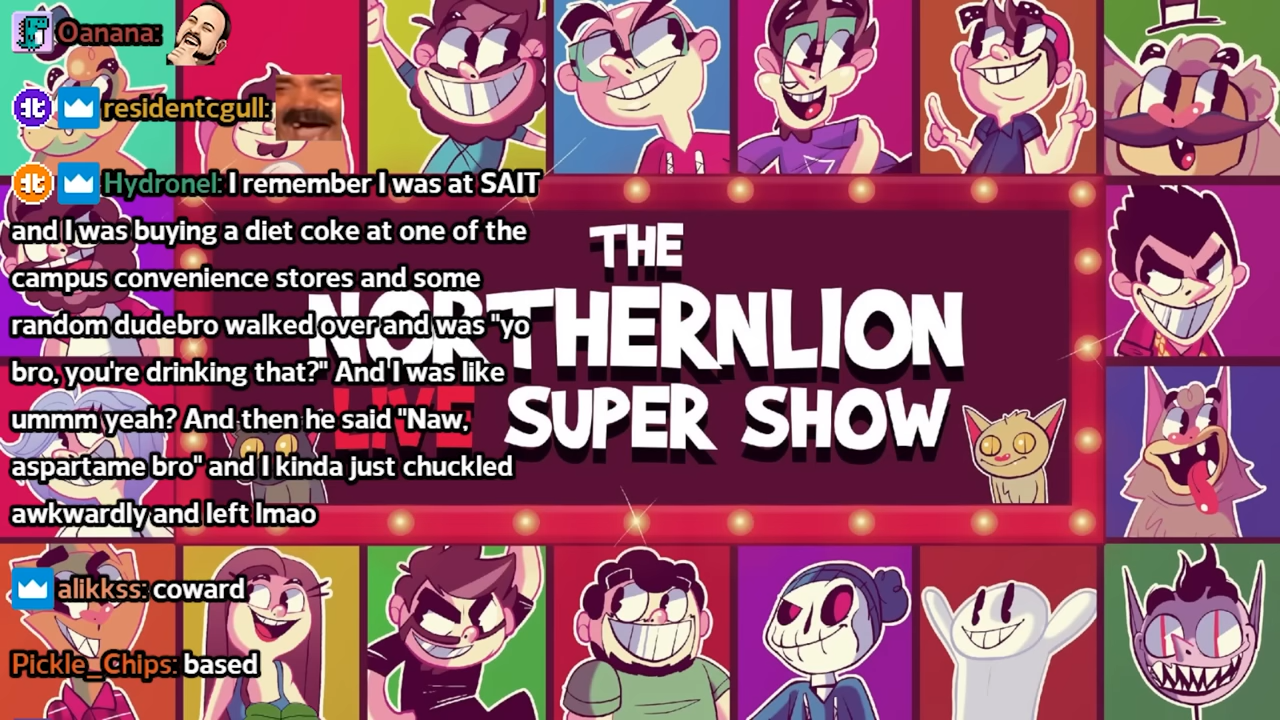 Oanana:
residentcgull:
Hydronel: I remember I was at SAIT
and I was buying a diet coke at one of the
campus convenience stores and some
random dudebro walked over and was "yo
bro, you're drinking that?" And I was like
ummm yeah? And then he said "Naw,
aspartame bro" and I kinda just chuckled
awkwardly and left lmao
alikkss: coward
Pickle_Chips: based
THE
NORTHERNLION
LIVE SUPER SHOW